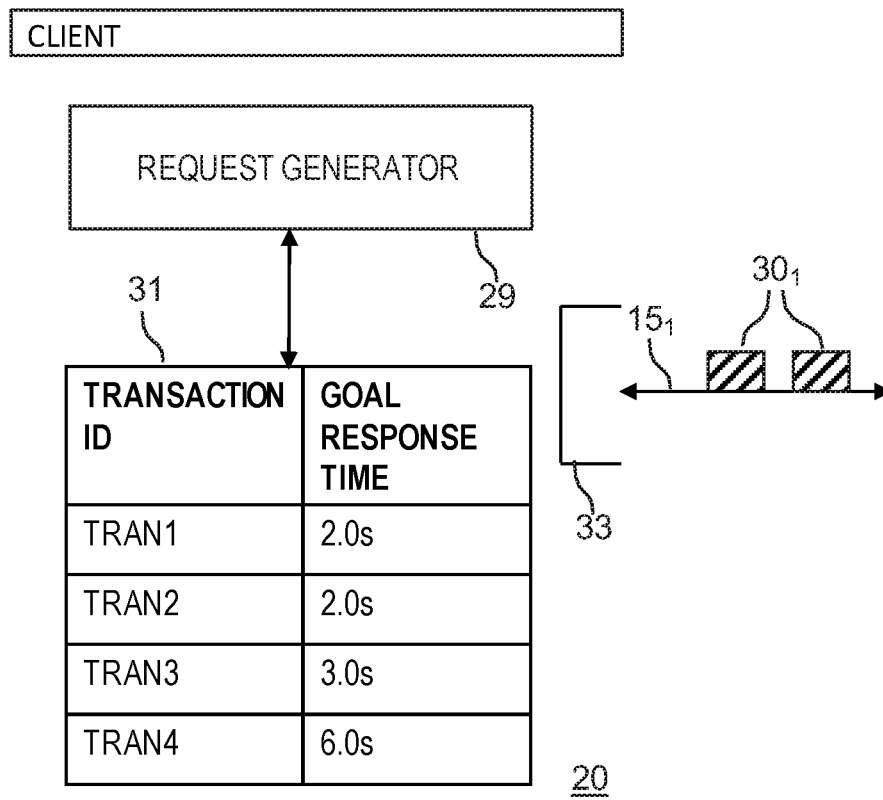 CLIENT
REQUEST GENERATOR
31
29
30₁
15₁
TRANSACTION ID
GOAL RESPONSE TIME
33
TRAN1 2.0s
TRAN2 2.0s
TRAN3 3.0s
TRAN4 6.0s
20